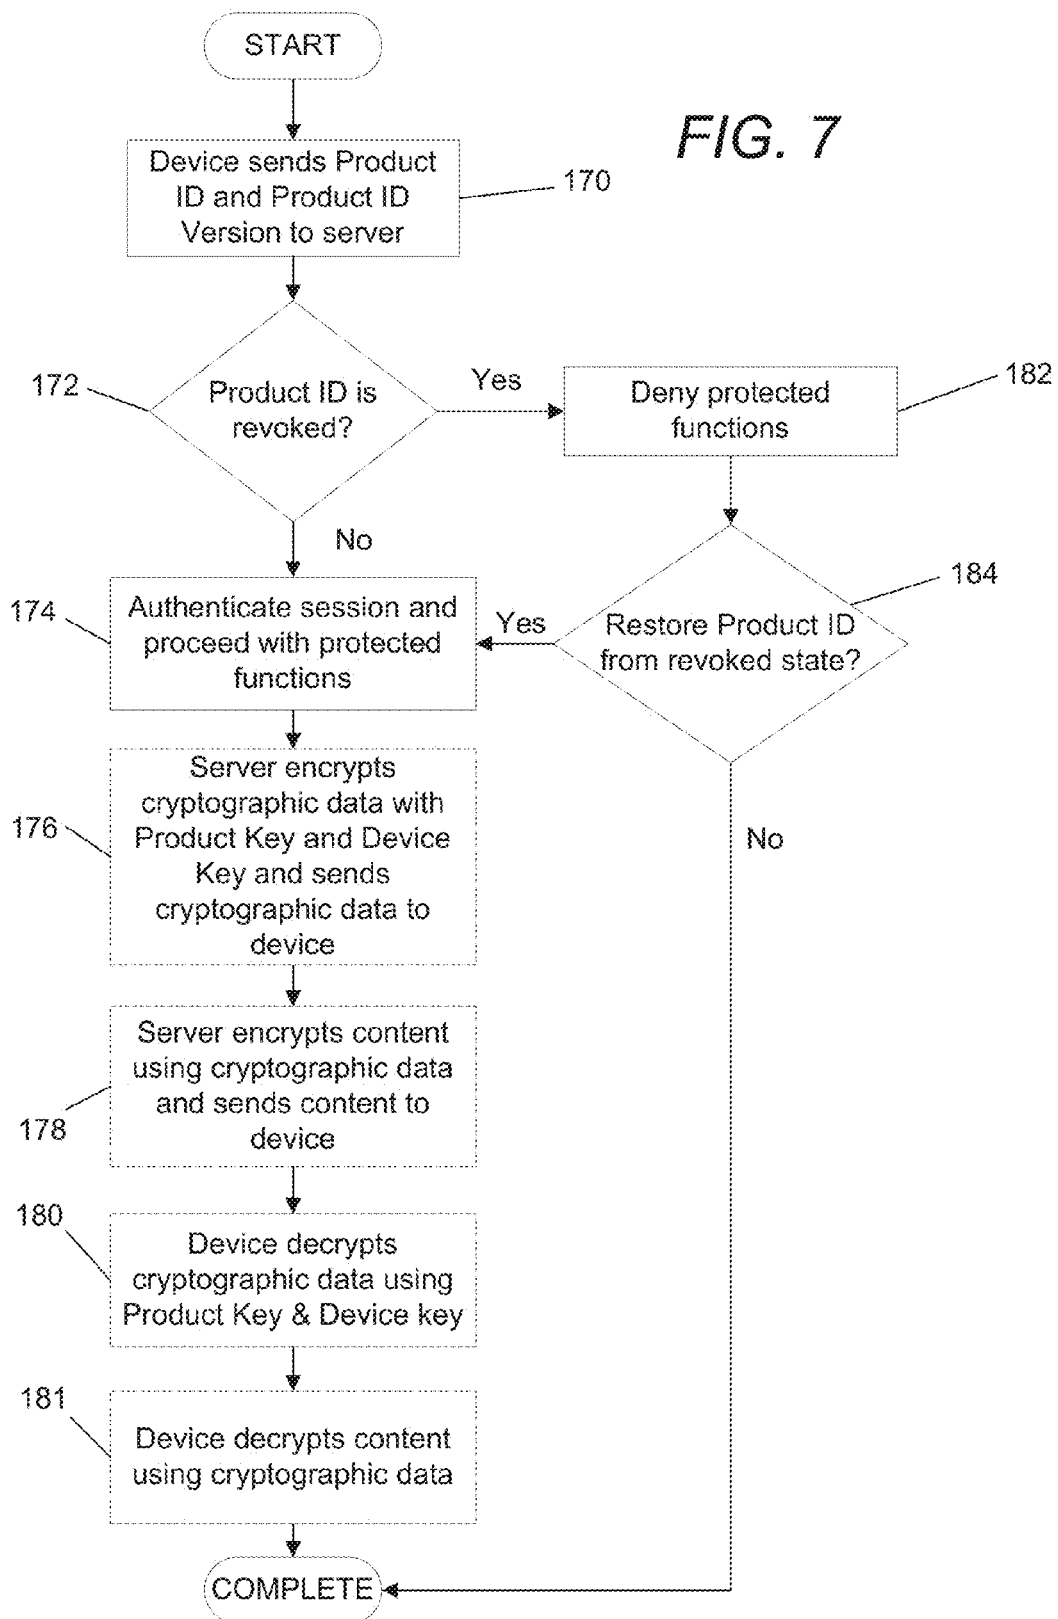 START
FIG. 7
Device sends Product
ID and Product ID
Version to server
170
172
Product ID is
revoked?
Yes
Deny protected
functions
182
No
184
174
Authenticate session and
proceed with protected
functions
Yes
Restore Product ID
from revoked state?
176
Server encrypts
cryptographic data with
Product Key and Device
Key and sends
cryptographic data to
device
No
178
Server encrypts content
using cryptographic data
and sends content to
device
180
Device decrypts
cryptographic data using
Product Key & Device key
181
Device decrypts content
using cryptographic data
COMPLETE